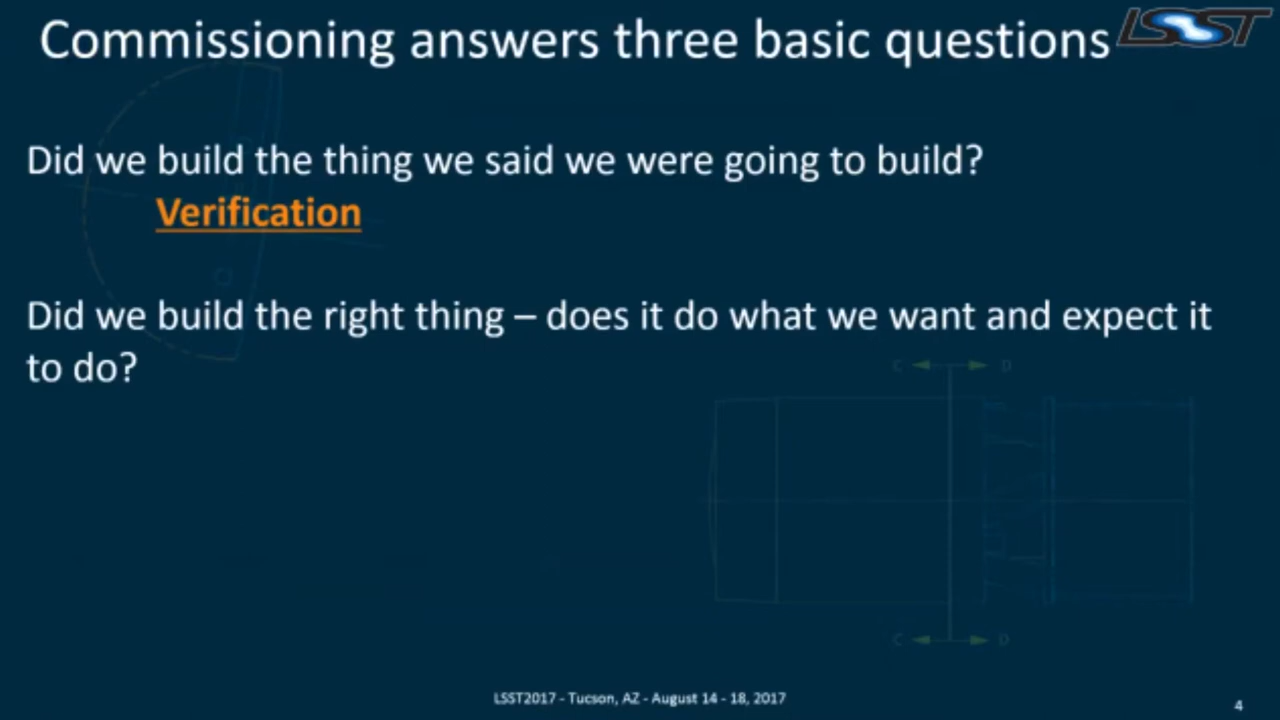 Commissioning answers three basic questions
LSST
Did we build the thing we said we were going to build?
Verification
Did we build the right thing – does it do what we want and expect it
to do?
C D
C D
LSST2017 - Tucson, AZ - August 14 - 18, 2017
4